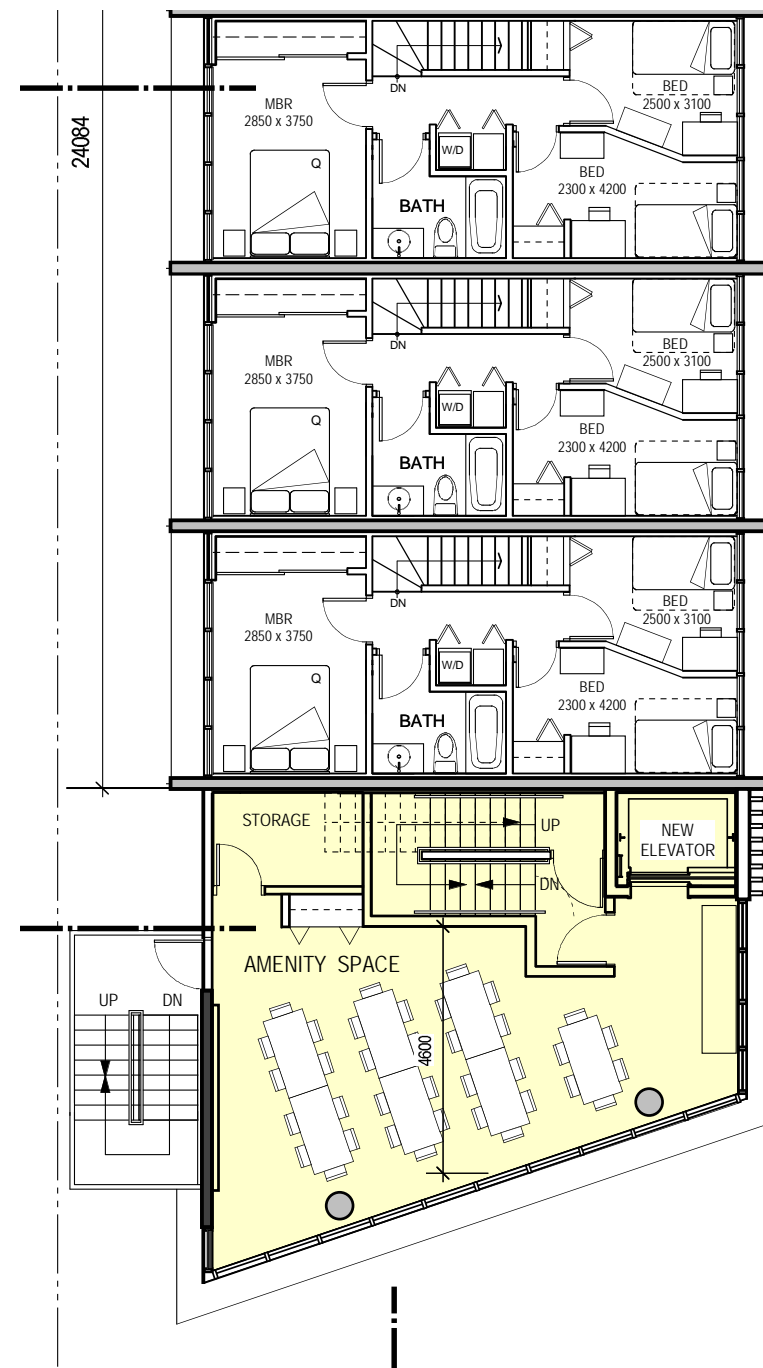 24084
MBR
2850 x 3750
Q
DN
W/D
BATH
BED
2500 x 3100
BED
2300 x 4200
MBR
2850 x 3750
Q
DN
W/D
BATH
BED
2500 x 3100
BED
2300 x 4200
MBR
2850 x 3750
Q
DN
W/D
BATH
BED
2500 x 3100
BED
2300 x 4200
STORAGE
UP
DN
NEW
ELEVATOR
AMENITY SPACE
UP DN
4600